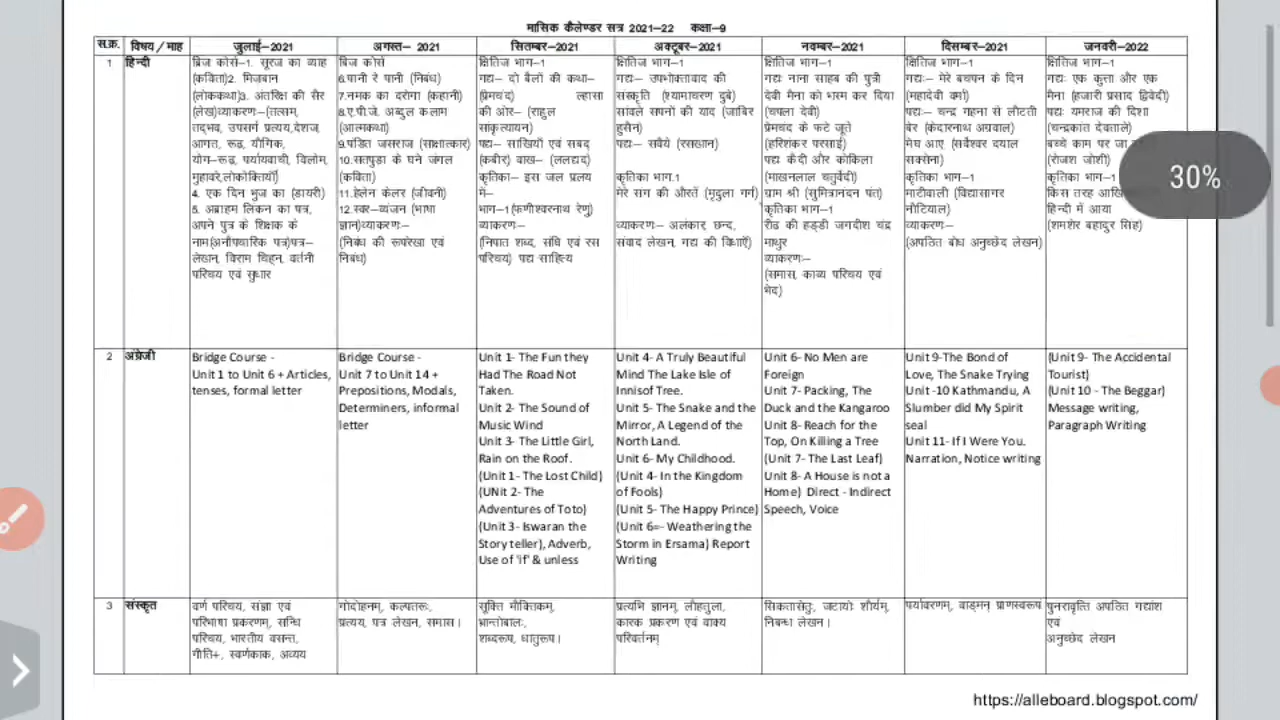 मासिक कैलेण्डर सत्र 2021–22 कक्षा–9
स.क्र. विषय / माह जुलाई–2021 अगस्त– 2021 सितम्बर–2021 अक्टूबर–2021 नवम्बर–2021 दिसम्बर–2021 जनवरी–2022
1 हिन्दी
ब्रिज कोर्स–1. सूरज का व्याह
(कविता)2. मिजबान
(लोककथा)3. अंतरिक्ष की सैर
(लेख)व्याकरण–(तत्सम,
तद्भव, उपसर्ग प्रत्यय,देशज,
आगत, रूढ, यौगिक,
योग–रूढ, पर्यायवाची, विलोम,
मुहावरे,लोकोक्तियाँ)
4. एक दिन भुज का (डायरी)
5. अब्राहम लिंकन का पत्र,
अपने पुत्र के शिक्षक के
नाम(अनौपचारिक पत्र)पत्र–
लेखन, विराम चिह्न, वर्तनी
परिचय एवं सुधार
ब्रिज कोर्स
6.पानी रे पानी (निबंध)
7.नमक का दरोगा (कहानी)
8.ए.पी.जे. अब्दुल कलाम
(आत्मकथा)
9.पंडित जसराज (साक्षात्कार)
10.सतपुड़ा के घने जंगल
(कविता)
11.हेलेन केलर (जीवनी)
12.स्वर–व्यंजन (भाषा
ज्ञान)व्याकरणः–
(निबंध की रूपरेखा एवं
निबंध)
क्षितिज भाग–1
गद्यः– दो बैलों की कथा–
(प्रेमचंद) ल्हासा
की ओर– (राहुल
सांकृत्यायन)
पद्यः– साखियाँ एवं सबद
(कबीर) वाख– (ललद्यद)
कृतिका– इस जल प्रलय
में–
भाग–1(फणीश्वरनाथ रेणु)
व्याकरणः–
(निपात शब्द, संधि एवं रस
परिचय) पद्य साहित्य
क्षितिज भाग–1
गद्यः– उपभोक्तावाद की
संस्कृति (श्यामाचरण दुबे)
सांवले सपनों की याद (जाबिर
हुसैन)
पद्यः– सवैये (रसखान)
कृतिका भाग.1
मेरे संग की औरतें (मृदुला गर्ग)
व्याकरणः– अलंकार, छन्द,
संवाद लेखन, गद्य की विधाएँ)
क्षितिज भाग–1
गद्यः नाना साहब की पुत्री
देवी मैना को भस्म कर दिया
(चपला देवी)
प्रेमचंद के फटे जूते
(हरिशंकर परसाई)
पद्यः कैदी और कोकिला
(माखनलाल चतुर्वेदी)
ग्राम श्री (सुमित्रानंदन पंत)
कृतिका भाग–1
रीढ की हड्डी जगदीश चंद्र
माथुर
व्याकरणः–
(समास, काव्य परिचय एवं
भेद)
क्षितिज भाग–1
गद्यः– मेरे बचपन के दिन
(महादेवी वर्मा)
पद्यः– चन्द्र गहना से लौटती
बेर (केदारनाथ अग्रवाल)
मेघ आए (सर्वेश्वर दयाल
सक्सेना)
कृतिका भाग–1
माटीवाली (विद्यासागर
नौटियाल)
व्याकरणः–
(अपठित बोध अनुच्छेद लेखन)
क्षितिज भाग–1
गद्यः एक कुत्ता और एक
मैना (हजारी प्रसाद द्विवेदी)
पद्यः यमराज की दिशा
(चन्द्रकांत देवताले)
बच्चे काम पर जा
(रोजश जोशी)
कृतिका भाग–1
किस तरह
हिन्दी में आया
(शमशेर बहादुर सिंह)
30%
2 अंग्रेजी
Bridge Course -
Unit 1 to Unit 6 + Articles,
tenses, formal letter
Bridge Course -
Unit 7 to Unit 14 +
Prepositions, Modals,
Determiners, informal
letter
Unit 1- The Fun they
Had The Road Not
Taken.
Unit 2- The Sound of
Music Wind
Unit 3- The Little Girl,
Rain on the Roof.
(Unit 1- The Lost Child)
(UNit 2- The
Adventures of Toto)
(Unit 3- Iswaran the
Story teller), Adverb,
Use of 'if' & unless
Unit 4- A Truly Beautiful
Mind The Lake Isle of
Innisof Tree.
Unit 5- The Snake and the
Mirror, A Legend of the
North Land.
Unit 6- My Childhood.
(Unit 4- In the Kingdom
of Fools)
(Unit 5- The Happy Prince)
(Unit 6=- Weathering the
Storm in Ersama) Report
Writing
Unit 6- No Men are
Foreign
Unit 7- Packing, The
Duck and the Kangaroo
Unit 8- Reach for the
Top, On Killing a Tree
(Unit 7- The Last Leaf)
Unit 8- A House is not a
Home) Direct - Indirect
Speech, Voice
Unit 9-The Bond of
Love, The Snake Trying
Unit -10 Kathmandu, A
Slumber did My Spirit
seal
Unit 11- If I Were You.
Narration, Notice writing
(Unit 9- The Accidental
Tourist)
(Unit 10 - The Beggar)
Message writing,
Paragraph Writing
3 संस्कृत
वर्ण परिचय, संज्ञा एवं
परिभाषा प्रकरणम्, सन्धि
परिचय, भारतीय वसन्त,
गीति+, स्वर्णकाक, अव्यय
गोदोहनम्, कल्पतरूः,
प्रत्यय, पत्र लेखन, समास।
सूक्ति मौक्तिकम्,
भ्रान्तोबालः,
शब्दरूप, धातुरूप।
प्रत्यभि ज्ञानम्, लौहतुला,
कारक प्रकरण एवं वाक्य
परिवर्तनम्
सिकतासेतुः, जटायोः शौर्यम्,
निबन्ध लेखन।
पर्यावरणम्, वाड्मन् प्राणस्वरूप
पुनरावृत्ति अपठित गद्यांश
एवं
अनुच्छेद लेखन
https://alleboard.blogspot.com/